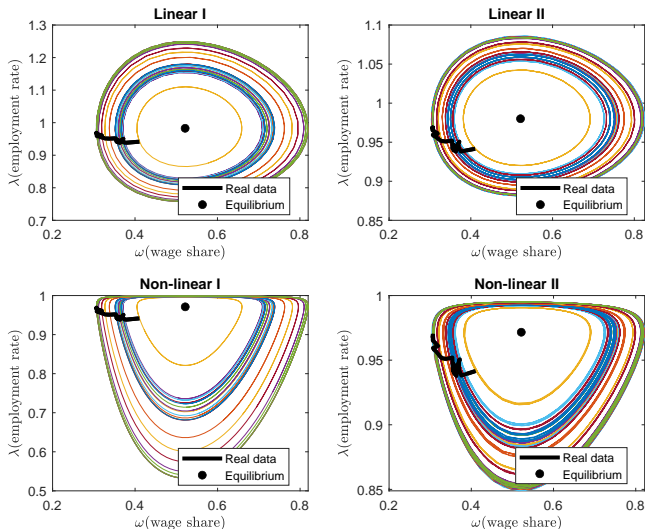 Linear I
1.3
1.2
1.1
1
0.9
0.8
0.7
λ(employment rate)
0.2 0.4 0.6 0.8
ω(wage share)
Real data
Equilibrium
Linear II
1.1
1.05
1
0.95
0.9
0.85
λ(employment rate)
0.2 0.4 0.6 0.8
ω(wage share)
Real data
Equilibrium
Non-linear I
1
0.9
0.8
0.7
0.6
0.5
λ(employment rate)
0.2 0.4 0.6 0.8
ω(wage share)
Real data
Equilibrium
Non-linear II
1
0.95
0.9
0.85
λ(employment rate)
0.2 0.4 0.6 0.8
ω(wage share)
Real data
Equilibrium